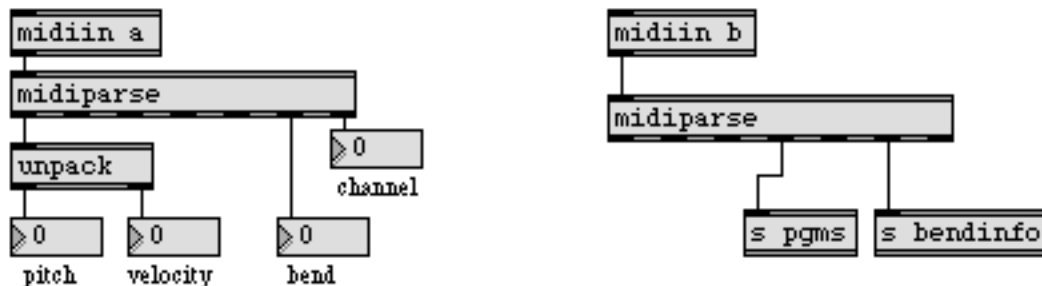 midiin a
midiparse
unpack
0
channel
0
pitch
0
velocity
0
bend
midiin b
midiparse
s pgms
s bendinfo